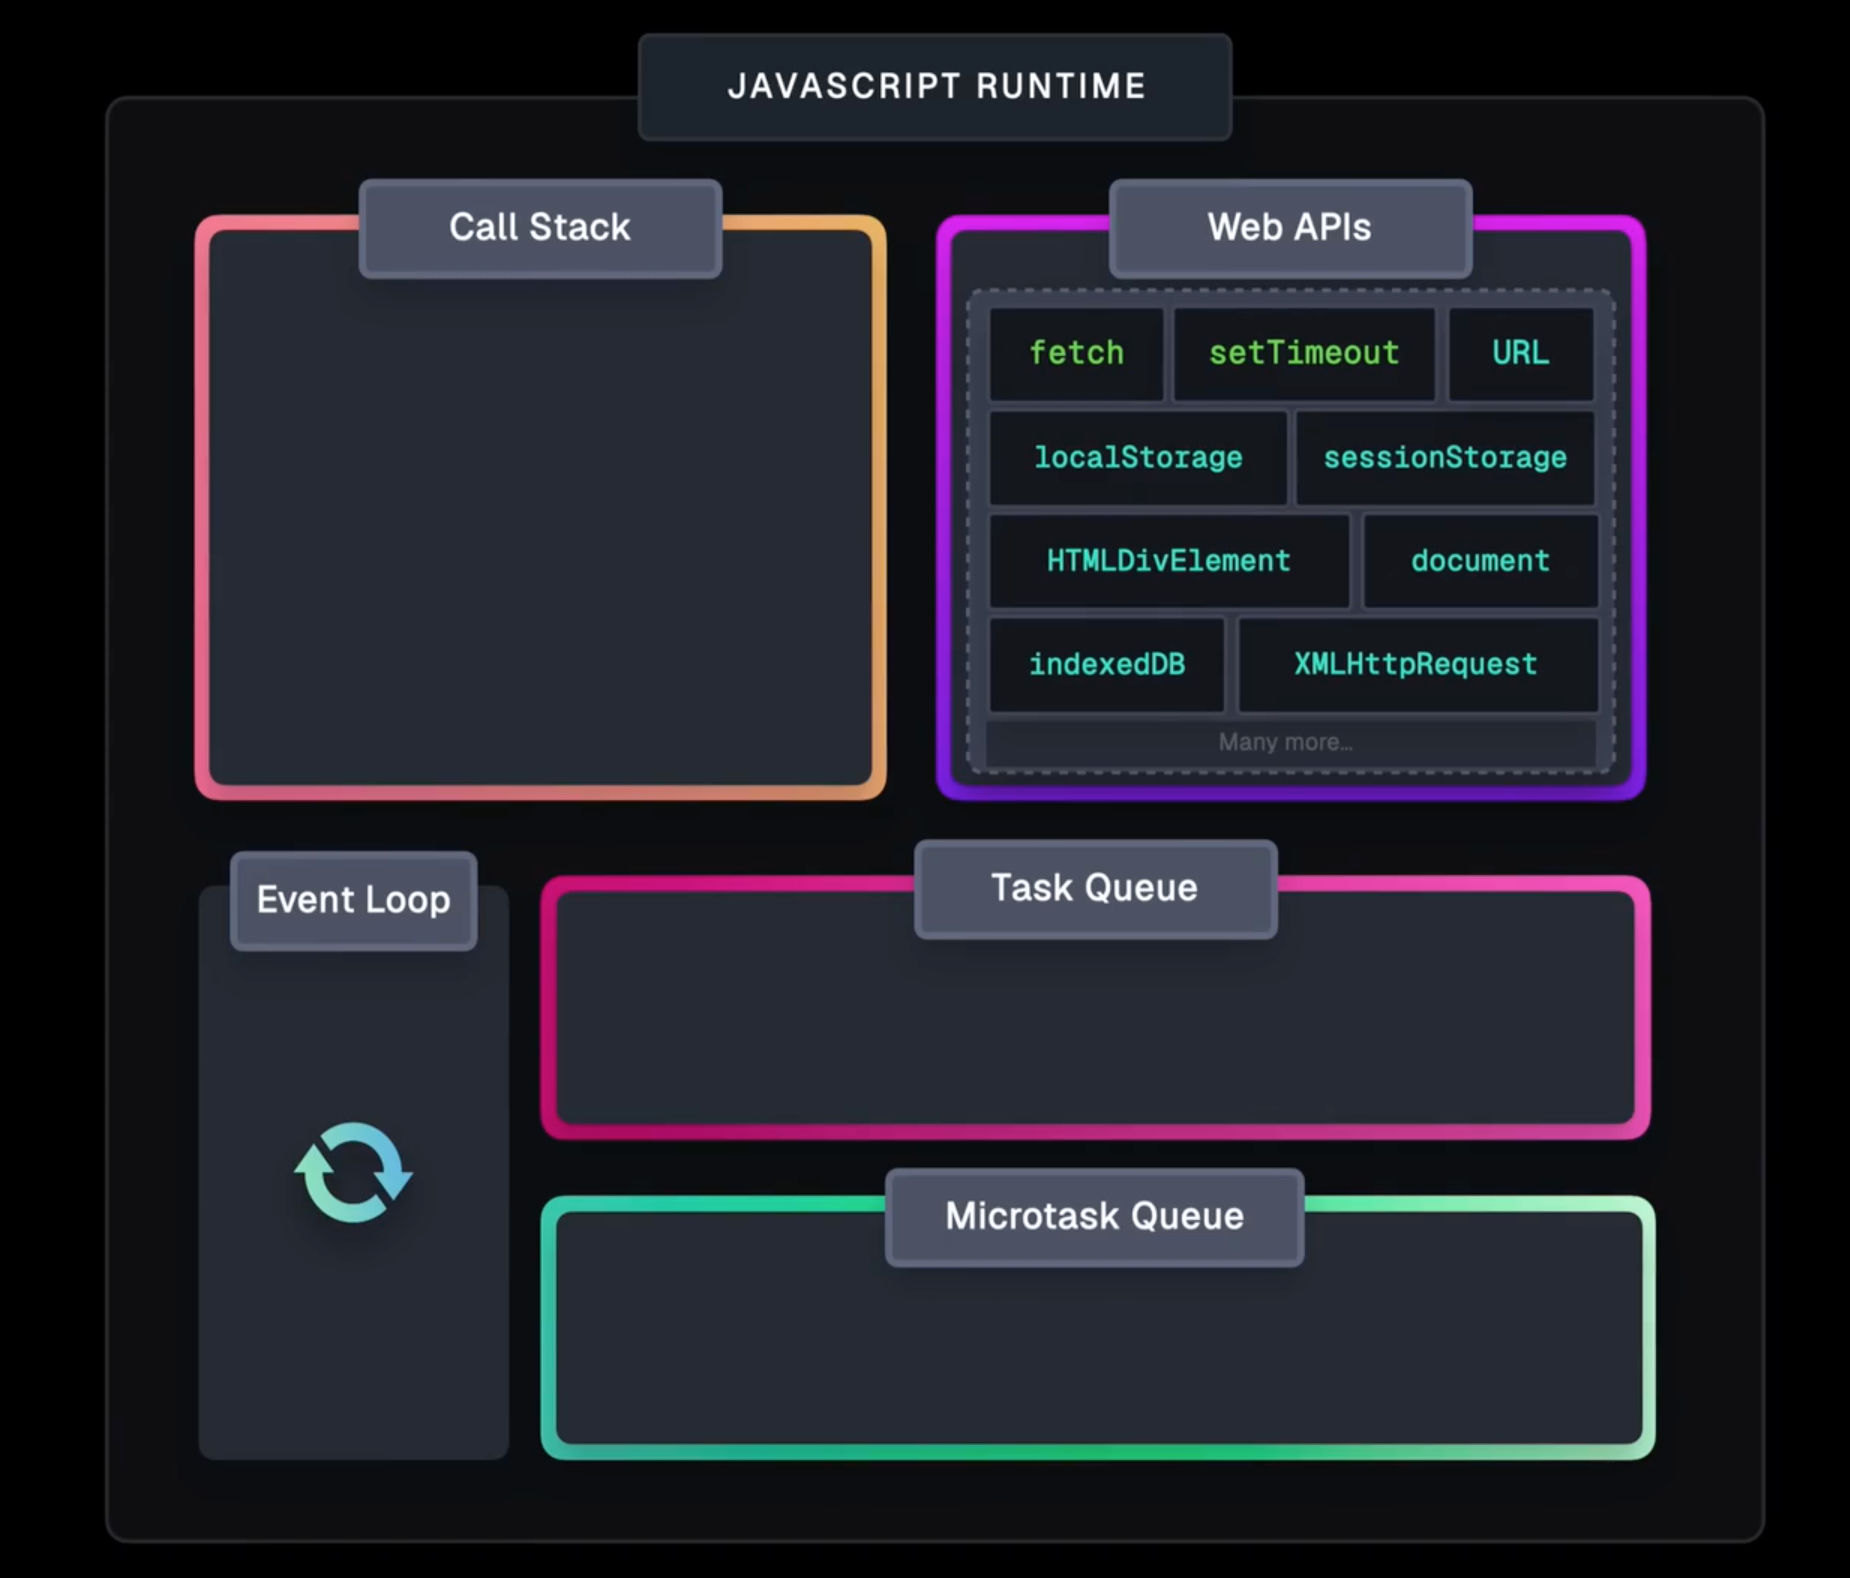 JAVASCRIPT RUNTIME
Call Stack
Web APIs
fetch setTimeout URL
localStorage sessionStorage
HTMLDivElement document
indexedDB XMLHttpRequest
Many more…
Event Loop
Task Queue
Microtask Queue